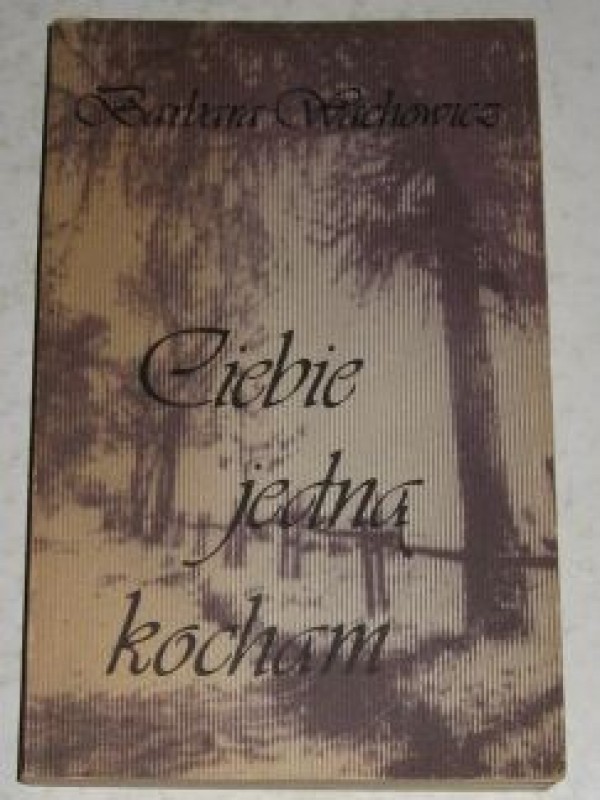 Barbara Wachowicz
Ciebie
jedną
kocham